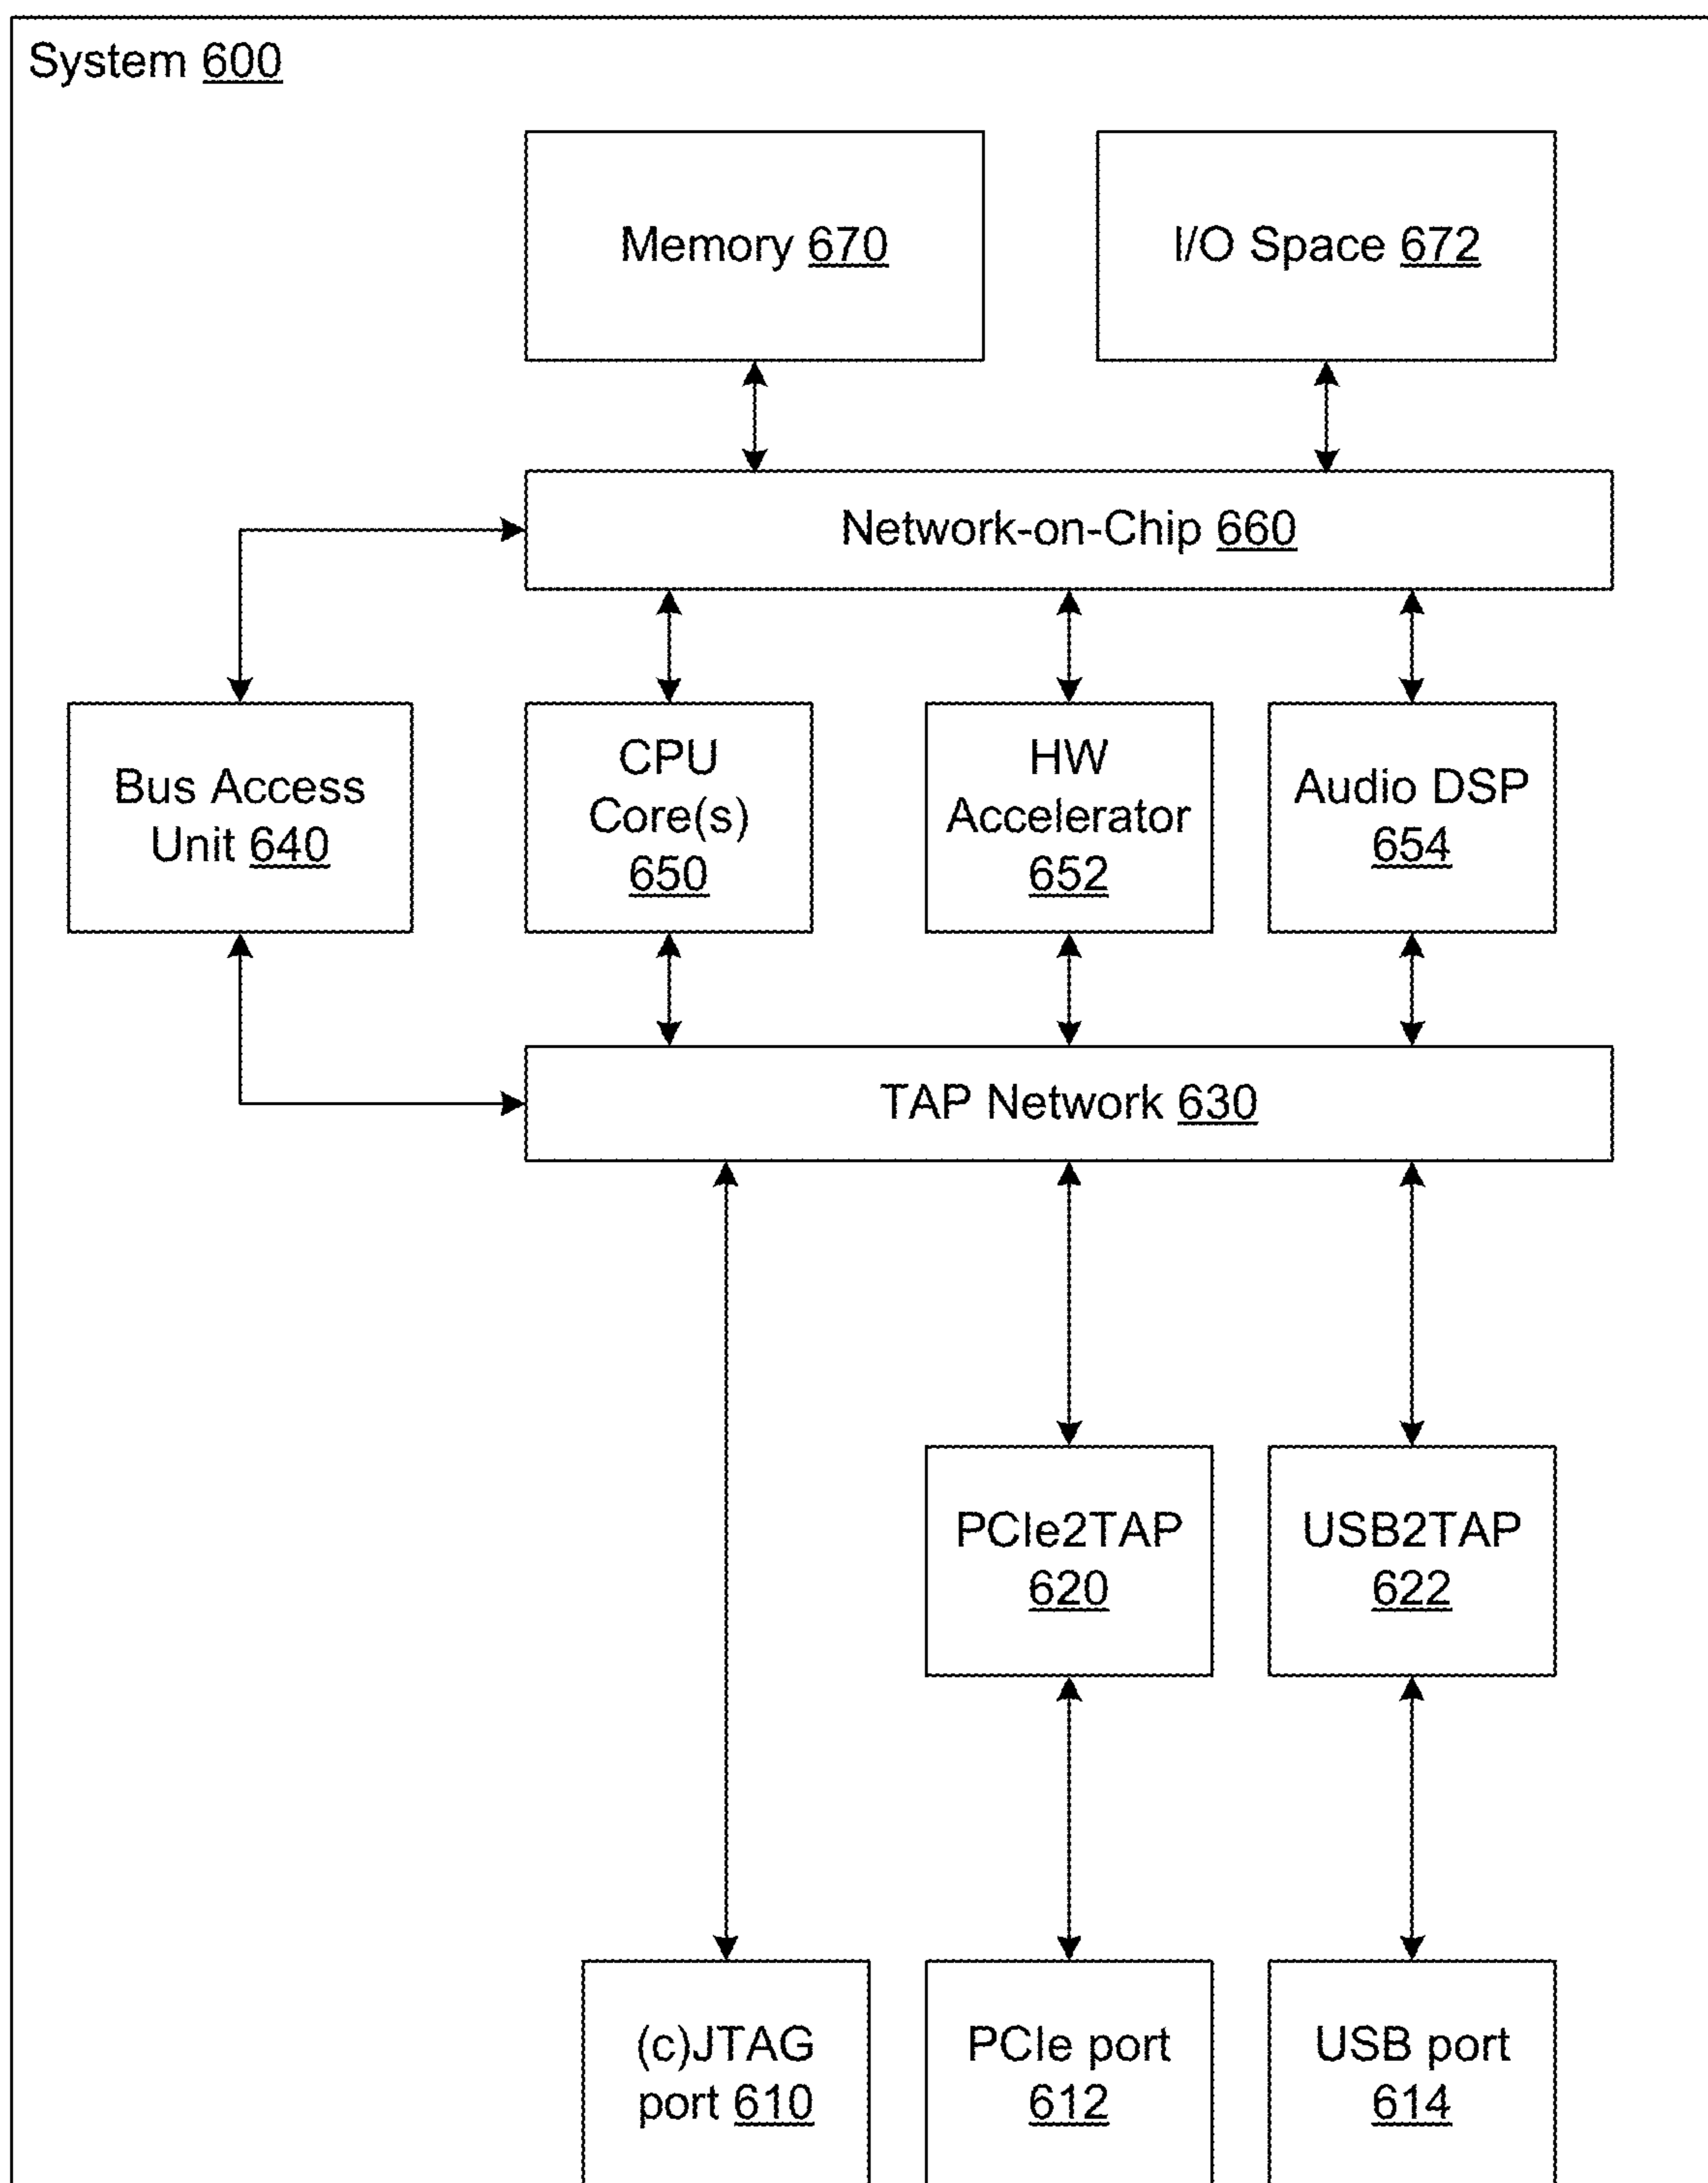 System 600
Memory 670
I/O Space 672
Network-on-Chip 660
Bus Access
Unit 640
CPU
Core(s)
650
HW
Accelerator
652
Audio DSP
654
TAP Network 630
PCIe2TAP
620
USB2TAP
622
(c)JTAG
port 610
PCIe port
612
USB port
614